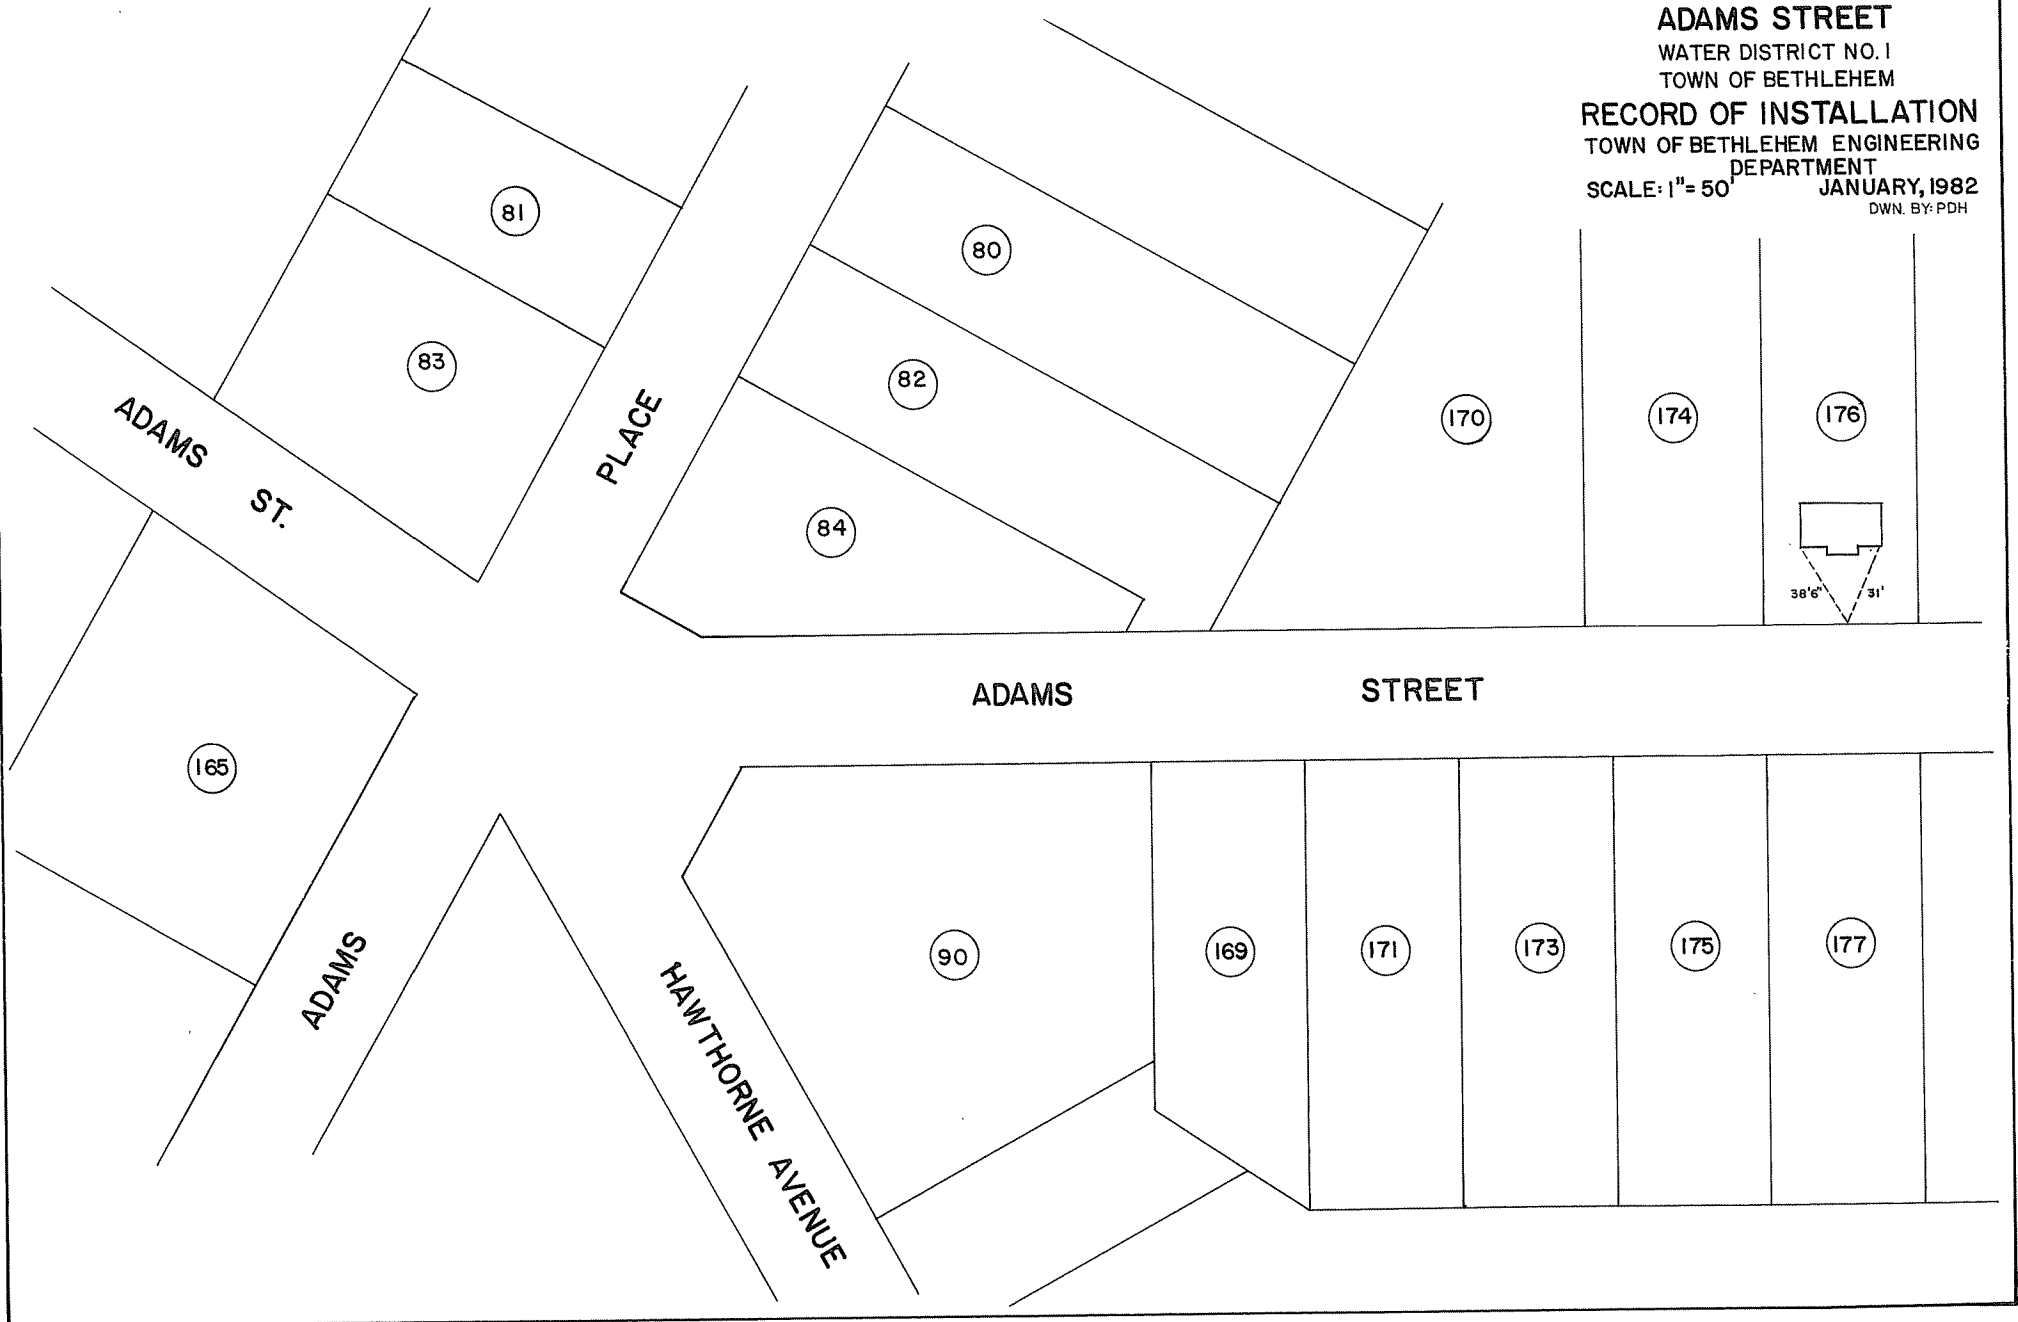 ADAMS STREET
WATER DISTRICT NO. 1
TOWN OF BETHLEHEM
RECORD OF INSTALLATION
TOWN OF BETHLEHEM ENGINEERING
DEPARTMENT
SCALE: 1"= 50' JANUARY, 1982
DWN. BY: PDH
81
80
83
82
170
174
176
PLACE
ADAMS
ST.
84
38'6" 31'
ADAMS STREET
165
90
169
171
173
175
177
ADAMS
HAWTHORNE AVENUE